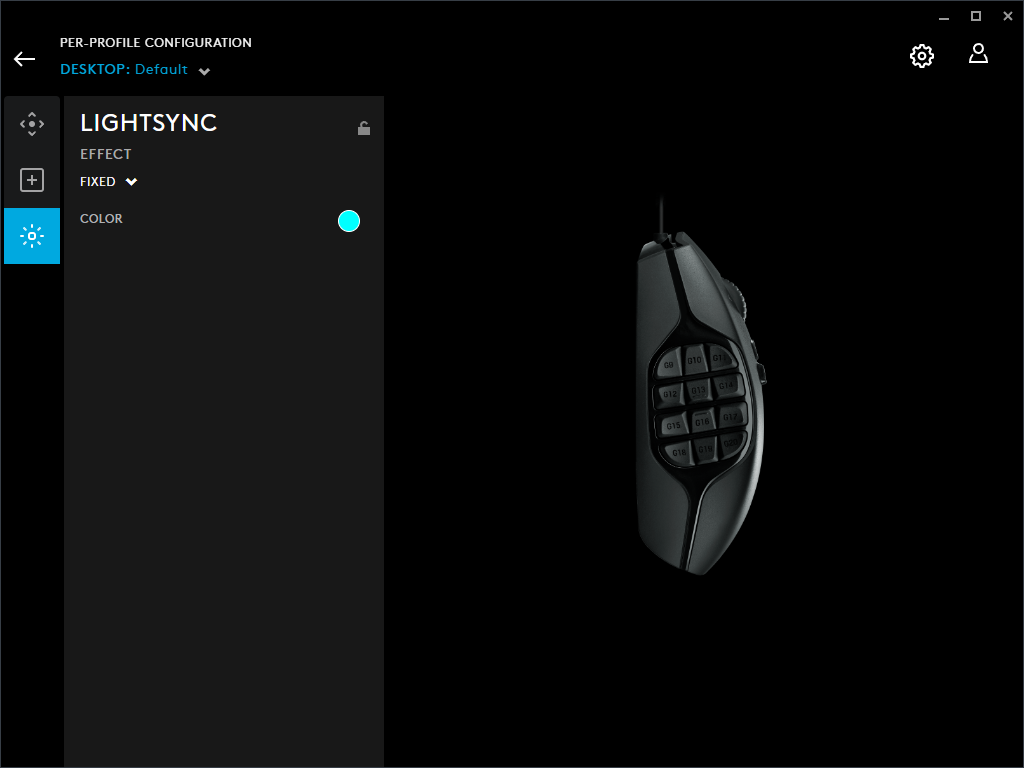 PER-PROFILE CONFIGURATION
DESKTOP: Default
LIGHTSYNC
EFFECT
FIXED
COLOR
G9 G10 G11
G12 G13 G14
G15 G16 G17
G18 G19 G20